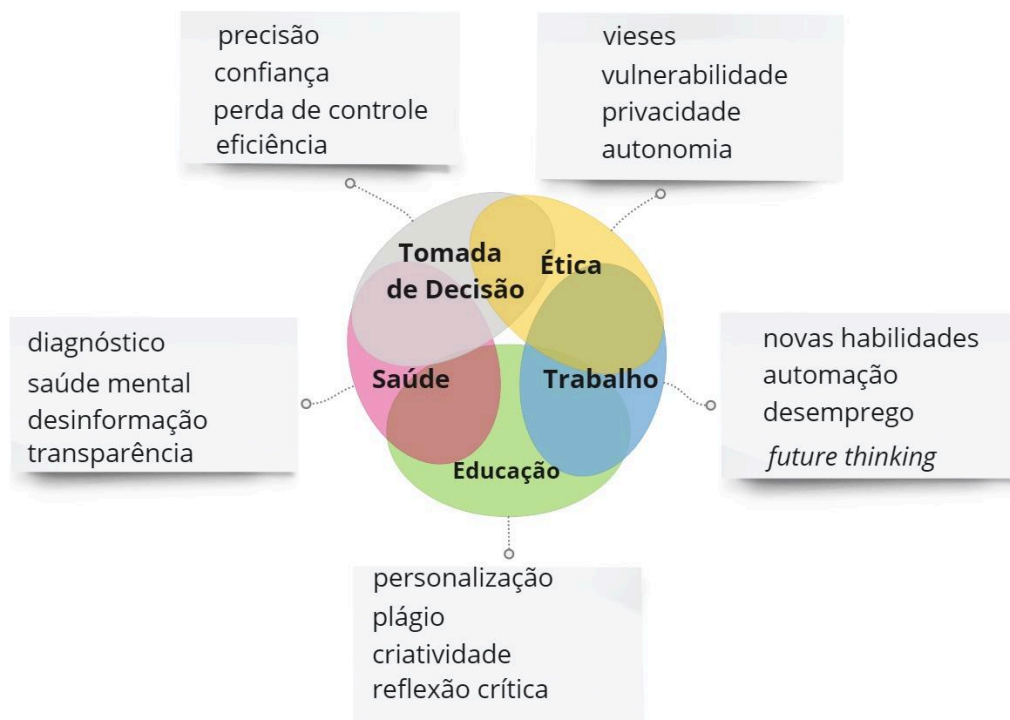 precisão
confiança
perda de controle
eficiência
vieses
vulnerabilidade
privacidade
autonomia
Tomada
de Decisão
Ética
diagnóstico
saúde mental
desinformação
transparência
Saúde
Trabalho
novas habilidades
automação
desemprego
future thinking
Educação
personalização
plágio
criatividade
reflexão crítica